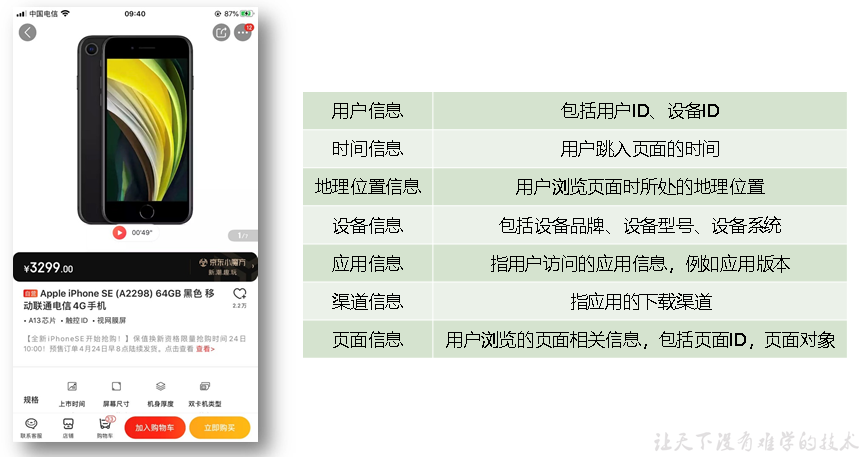 中国电信
09:40
87%
12
00'49"
1/7
¥3299.00
京东小魔方
新潮趣玩
自营 Apple iPhone SE (A2298) 64GB 黑色 移
动联通电信4G手机
2.2万
• A13芯片 • 触控ID • 视网膜屏
【全新iPhoneSE开始抢购！】保值换新资格限量抢购时间24日
10:00！预售订单4月24日早8点陆续发货。点击查看 查看>
规格
上市时间
屏幕尺寸
机身厚度
双卡机类型
联系客服
店铺
购物车
加入购物车
立即购买
用户信息 包括用户ID、设备ID
时间信息 用户跳入页面的时间
地理位置信息 用户浏览页面时所处的地理位置
设备信息 包括设备品牌、设备型号、设备系统
应用信息 指用户访问的应用信息，例如应用版本
渠道信息 指应用的下载渠道
页面信息 用户浏览的页面相关信息，包括页面ID，页面对象
让天下没有难学的技术